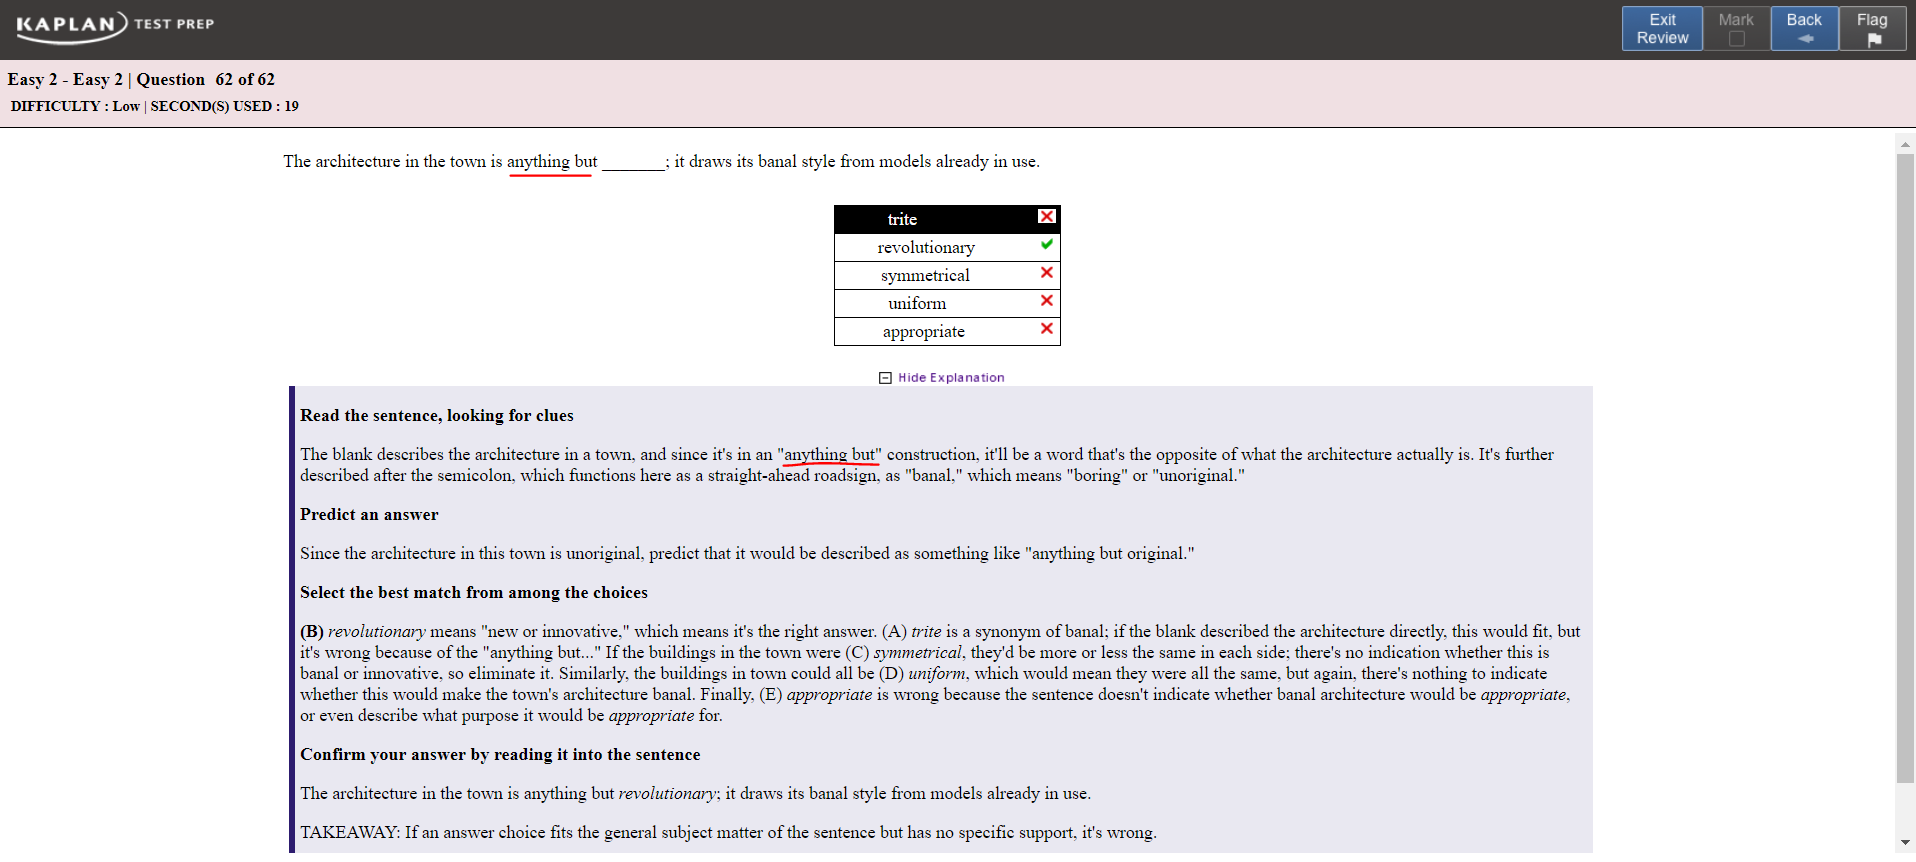 KAPLAN TEST PREP
Exit Review
Mark
Back
Flag
Easy 2 - Easy 2 | Question 62 of 62
DIFFICULTY : Low | SECOND(S) USED : 19
The architecture in the town is anything but _______; it draws its banal style from models already in use.
trite
revolutionary
symmetrical
uniform
appropriate
Hide Explanation
Read the sentence, looking for clues
The blank describes the architecture in a town, and since it's in an "anything but" construction, it'll be a word that's the opposite of what the architecture actually is. It's further
described after the semicolon, which functions here as a straight-ahead roadsign, as "banal," which means "boring" or "unoriginal."
Predict an answer
Since the architecture in this town is unoriginal, predict that it would be described as something like "anything but original."
Select the best match from among the choices
(B) revolutionary means "new or innovative," which means it's the right answer. (A) trite is a synonym of banal; if the blank described the architecture directly, this would fit, but
it's wrong because of the "anything but..." If the buildings in the town were (C) symmetrical, they'd be more or less the same in each side; there's no indication whether this is
banal or innovative, so eliminate it. Similarly, the buildings in town could all be (D) uniform, which would mean they were all the same, but again, there's nothing to indicate
whether this would make the town's architecture banal. Finally, (E) appropriate is wrong because the sentence doesn't indicate whether banal architecture would be appropriate,
or even describe what purpose it would be appropriate for.
Confirm your answer by reading it into the sentence
The architecture in the town is anything but revolutionary; it draws its banal style from models already in use.
TAKEAWAY: If an answer choice fits the general subject matter of the sentence but has no specific support, it's wrong.